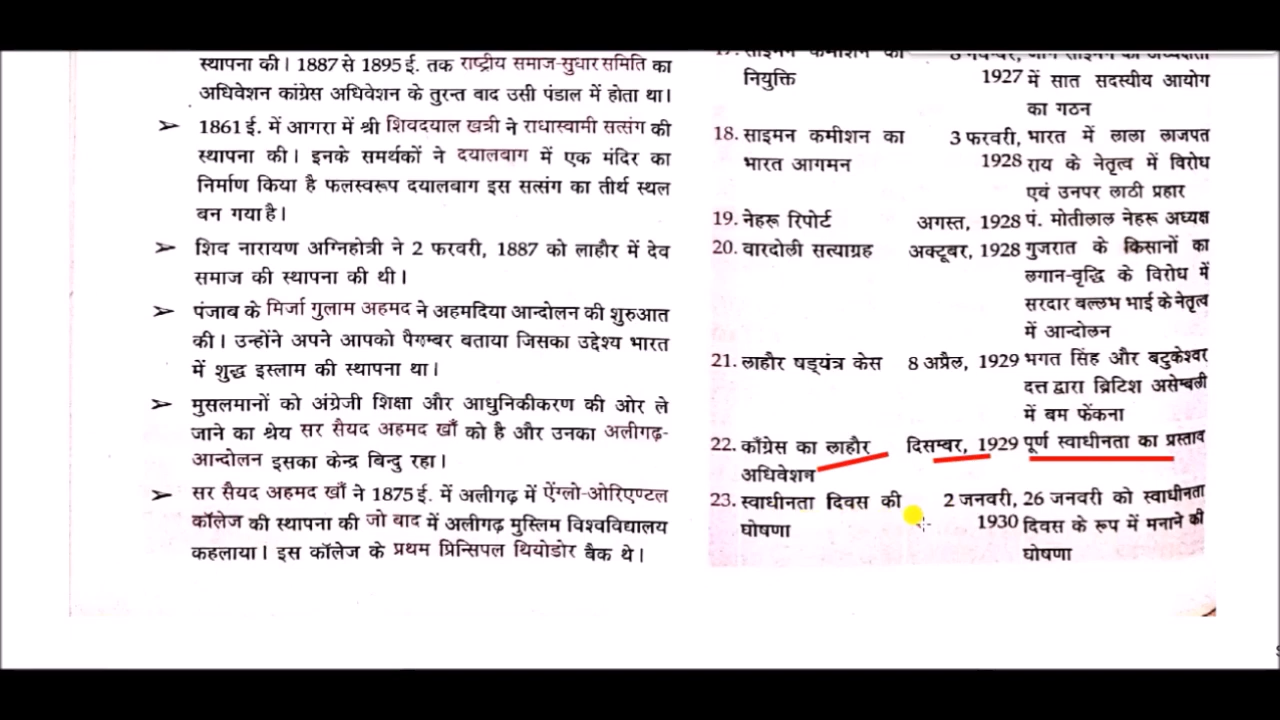 स्थापना की। 1887 से 1895 ई. तक राष्ट्रीय समाज-सुधार समिति का
अधिवेशन कांग्रेस अधिवेशन के तुरन्त बाद उसी पंडाल में होता था।
➢ 1861 ई. में आगरा में श्री शिवदयाल खत्री ने राधास्वामी सत्संग की
स्थापना की। इनके समर्थकों ने दयालबाग में एक मंदिर का
निर्माण किया है फलस्वरूप दयालबाग इस सत्संग का तीर्थ स्थल
बन गया है।
➢ शिव नारायण अग्निहोत्री ने 2 फरवरी, 1887 को लाहौर में देव
समाज की स्थापना की थी।
➢ पंजाब के मिर्जा गुलाम अहमद ने अहमदिया आन्दोलन की शुरुआत
की। उन्होंने अपने आपको पैगम्बर बताया जिसका उद्देश्य भारत
में शुद्ध इस्लाम की स्थापना था।
➢ मुसलमानों को अंग्रेजी शिक्षा और आधुनिकीकरण की ओर ले
जाने का श्रेय सर सैयद अहमद खाँ को है और उनका अलीगढ़-
आन्दोलन इसका केन्द्र बिन्दु रहा।
➢ सर सैयद अहमद खाँ ने 1875 ई. में अलीगढ़ में ऐंग्लो-ओरिएण्टल
कॉलेज की स्थापना की जो बाद में अलीगढ़ मुस्लिम विश्वविद्यालय
कहलाया। इस कॉलेज के प्रथम प्रिन्सिपल थियोडोर बैक थे।
17. साइमन कमीशन की
नियुक्ति 1927 में सात सदस्यीय आयोग
का गठन
18. साइमन कमीशन का 3 फरवरी, भारत में लाला लाजपत
भारत आगमन 1928 राय के नेतृत्व में विरोध
एवं उनपर लाठी प्रहार
19. नेहरू रिपोर्ट अगस्त, 1928 पं. मोतीलाल नेहरू अध्यक्ष
20. वारदोली सत्याग्रह अक्टूबर, 1928 गुजरात के किसानों का
लगान-वृद्धि के विरोध में
सरदार बल्लभ भाई के नेतृत्व
में आन्दोलन
21. लाहौर षड्यंत्र केस 8 अप्रैल, 1929 भगत सिंह और बटुकेश्वर
दत्त द्वारा ब्रिटिश असेम्बली
में बम फेंकना
22. काँग्रेस का लाहौर दिसम्बर, 1929 पूर्ण स्वाधीनता का प्रस्ताव
अधिवेशन
23. स्वाधीनता दिवस की 2 जनवरी, 26 जनवरी को स्वाधीनता
घोषणा 1930 दिवस के रूप में मनाने की
घोषणा